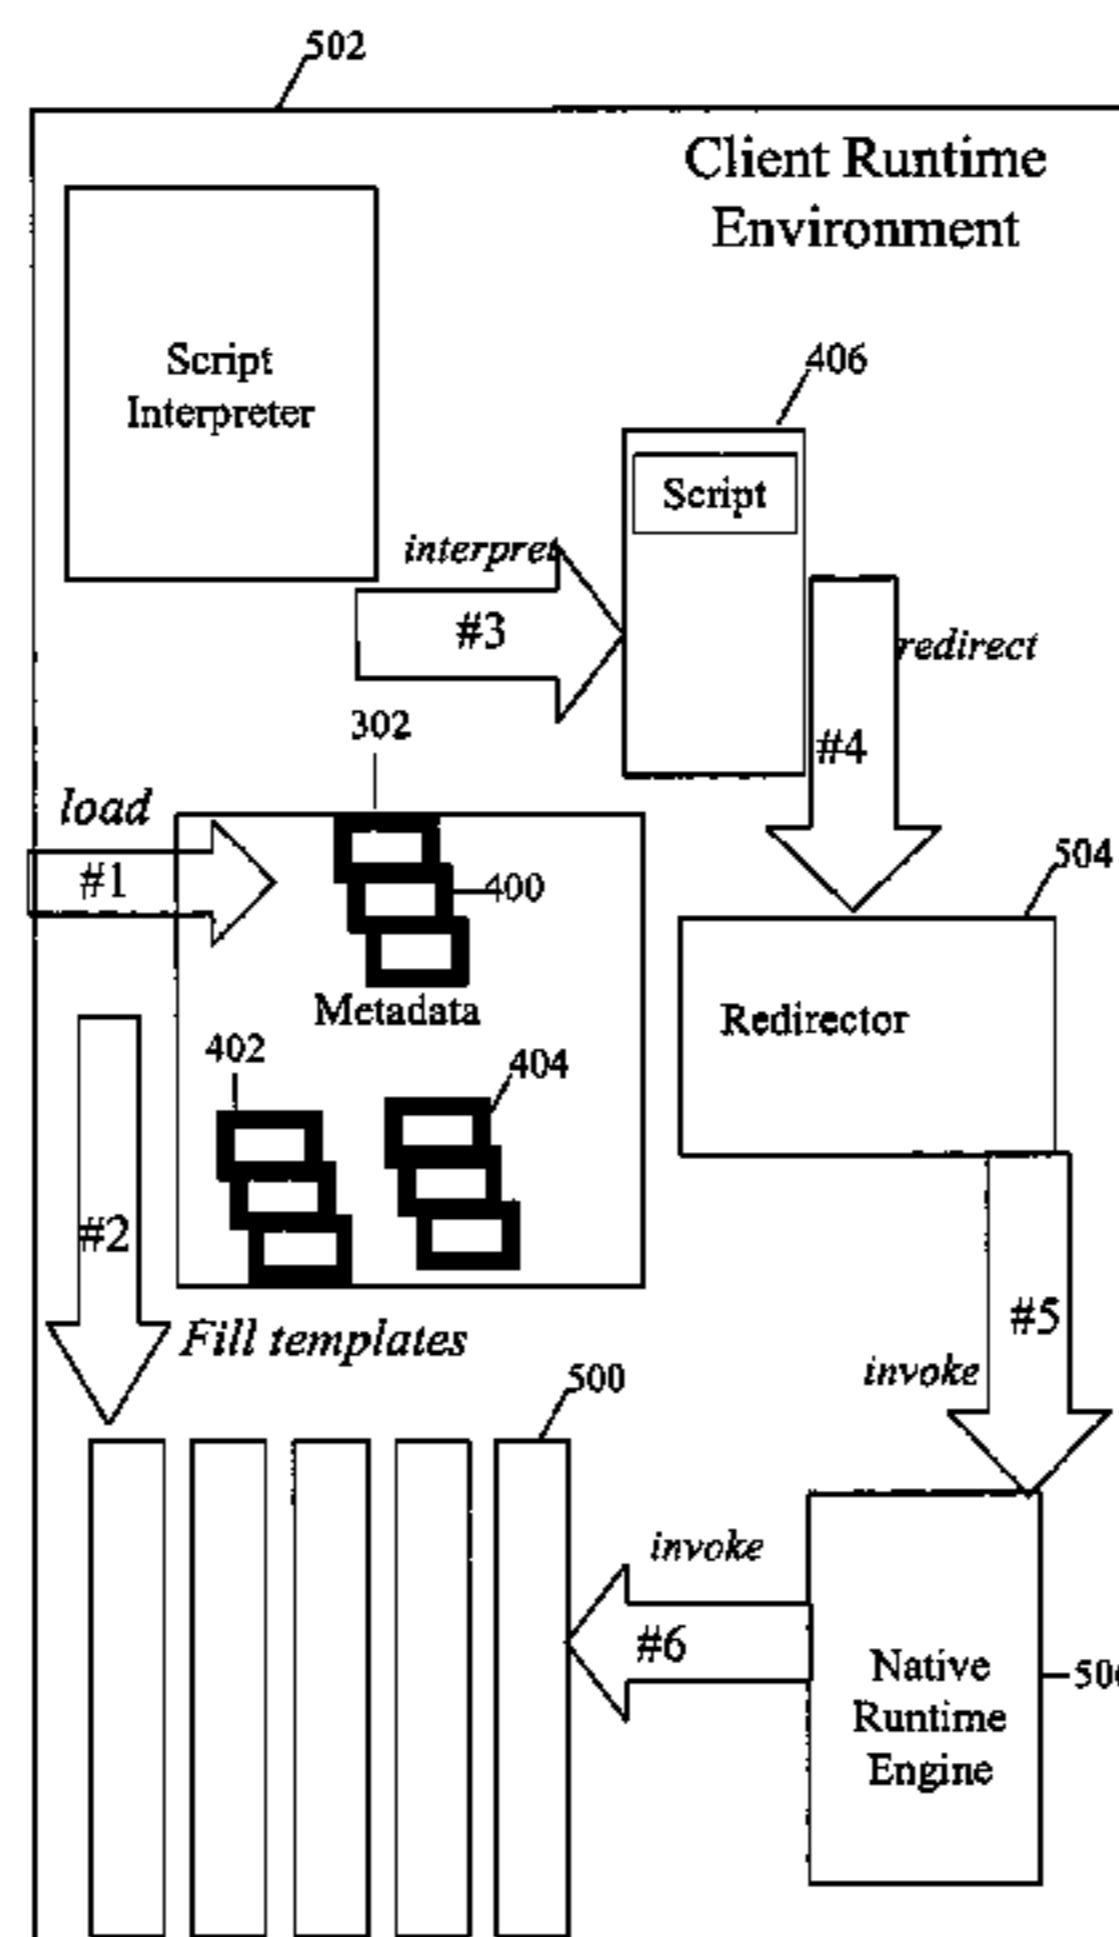 502
Client Runtime
Environment
Script
Interpreter
406
Script
interpret
#3
redirect
302
#4
load
#1
400
504
Metadata
Redirector
402
404
#2
Fill templates
#5
invoke
500
invoke
#6
Native
Runtime
Engine